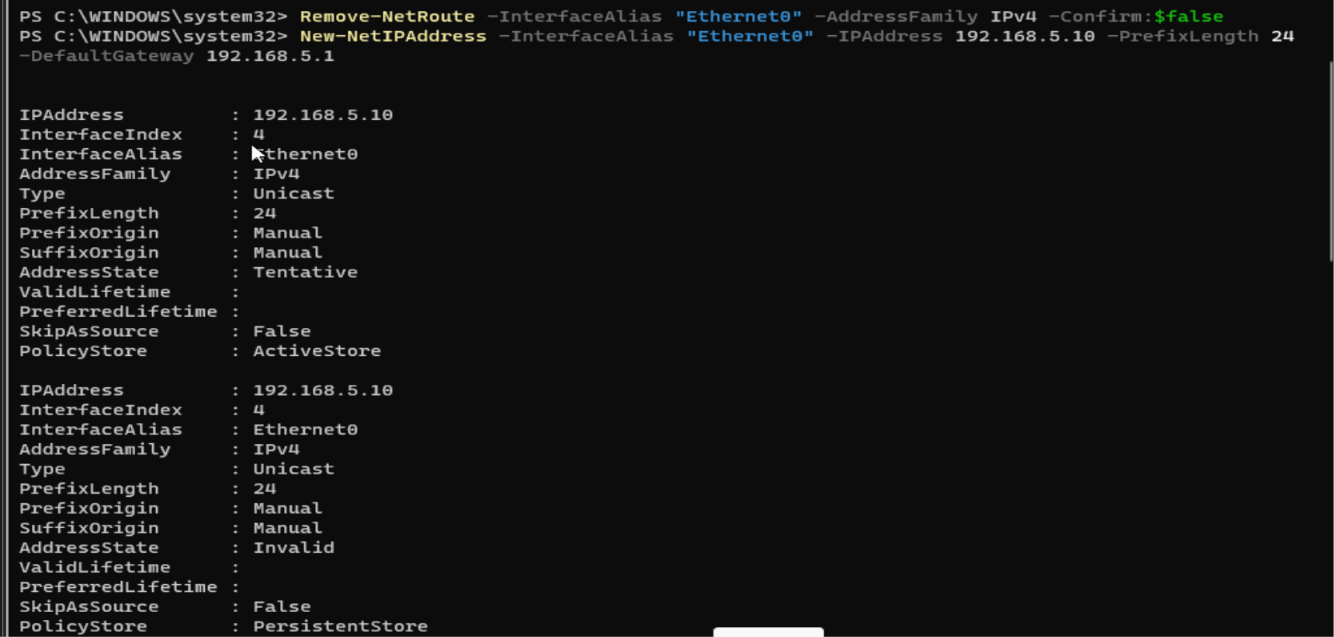 PS C:\WINDOWS\system32> Remove-NetRoute -InterfaceAlias "Ethernet0" -AddressFamily IPv4 -Confirm:$false
PS C:\WINDOWS\system32> New-NetIPAddress -InterfaceAlias "Ethernet0" -IPAddress 192.168.5.10 -PrefixLength 24
-DefaultGateway 192.168.5.1
IPAddress         : 192.168.5.10
InterfaceIndex    : 4
InterfaceAlias    : Ethernet0
AddressFamily     : IPv4
Type              : Unicast
PrefixLength      : 24
PrefixOrigin      : Manual
SuffixOrigin      : Manual
AddressState      : Tentative
ValidLifetime     :
PreferredLifetime :
SkipAsSource      : False
PolicyStore       : ActiveStore
IPAddress         : 192.168.5.10
InterfaceIndex    : 4
InterfaceAlias    : Ethernet0
AddressFamily     : IPv4
Type              : Unicast
PrefixLength      : 24
PrefixOrigin      : Manual
SuffixOrigin      : Manual
AddressState      : Invalid
ValidLifetime     :
PreferredLifetime :
SkipAsSource      : False
PolicyStore       : PersistentStore